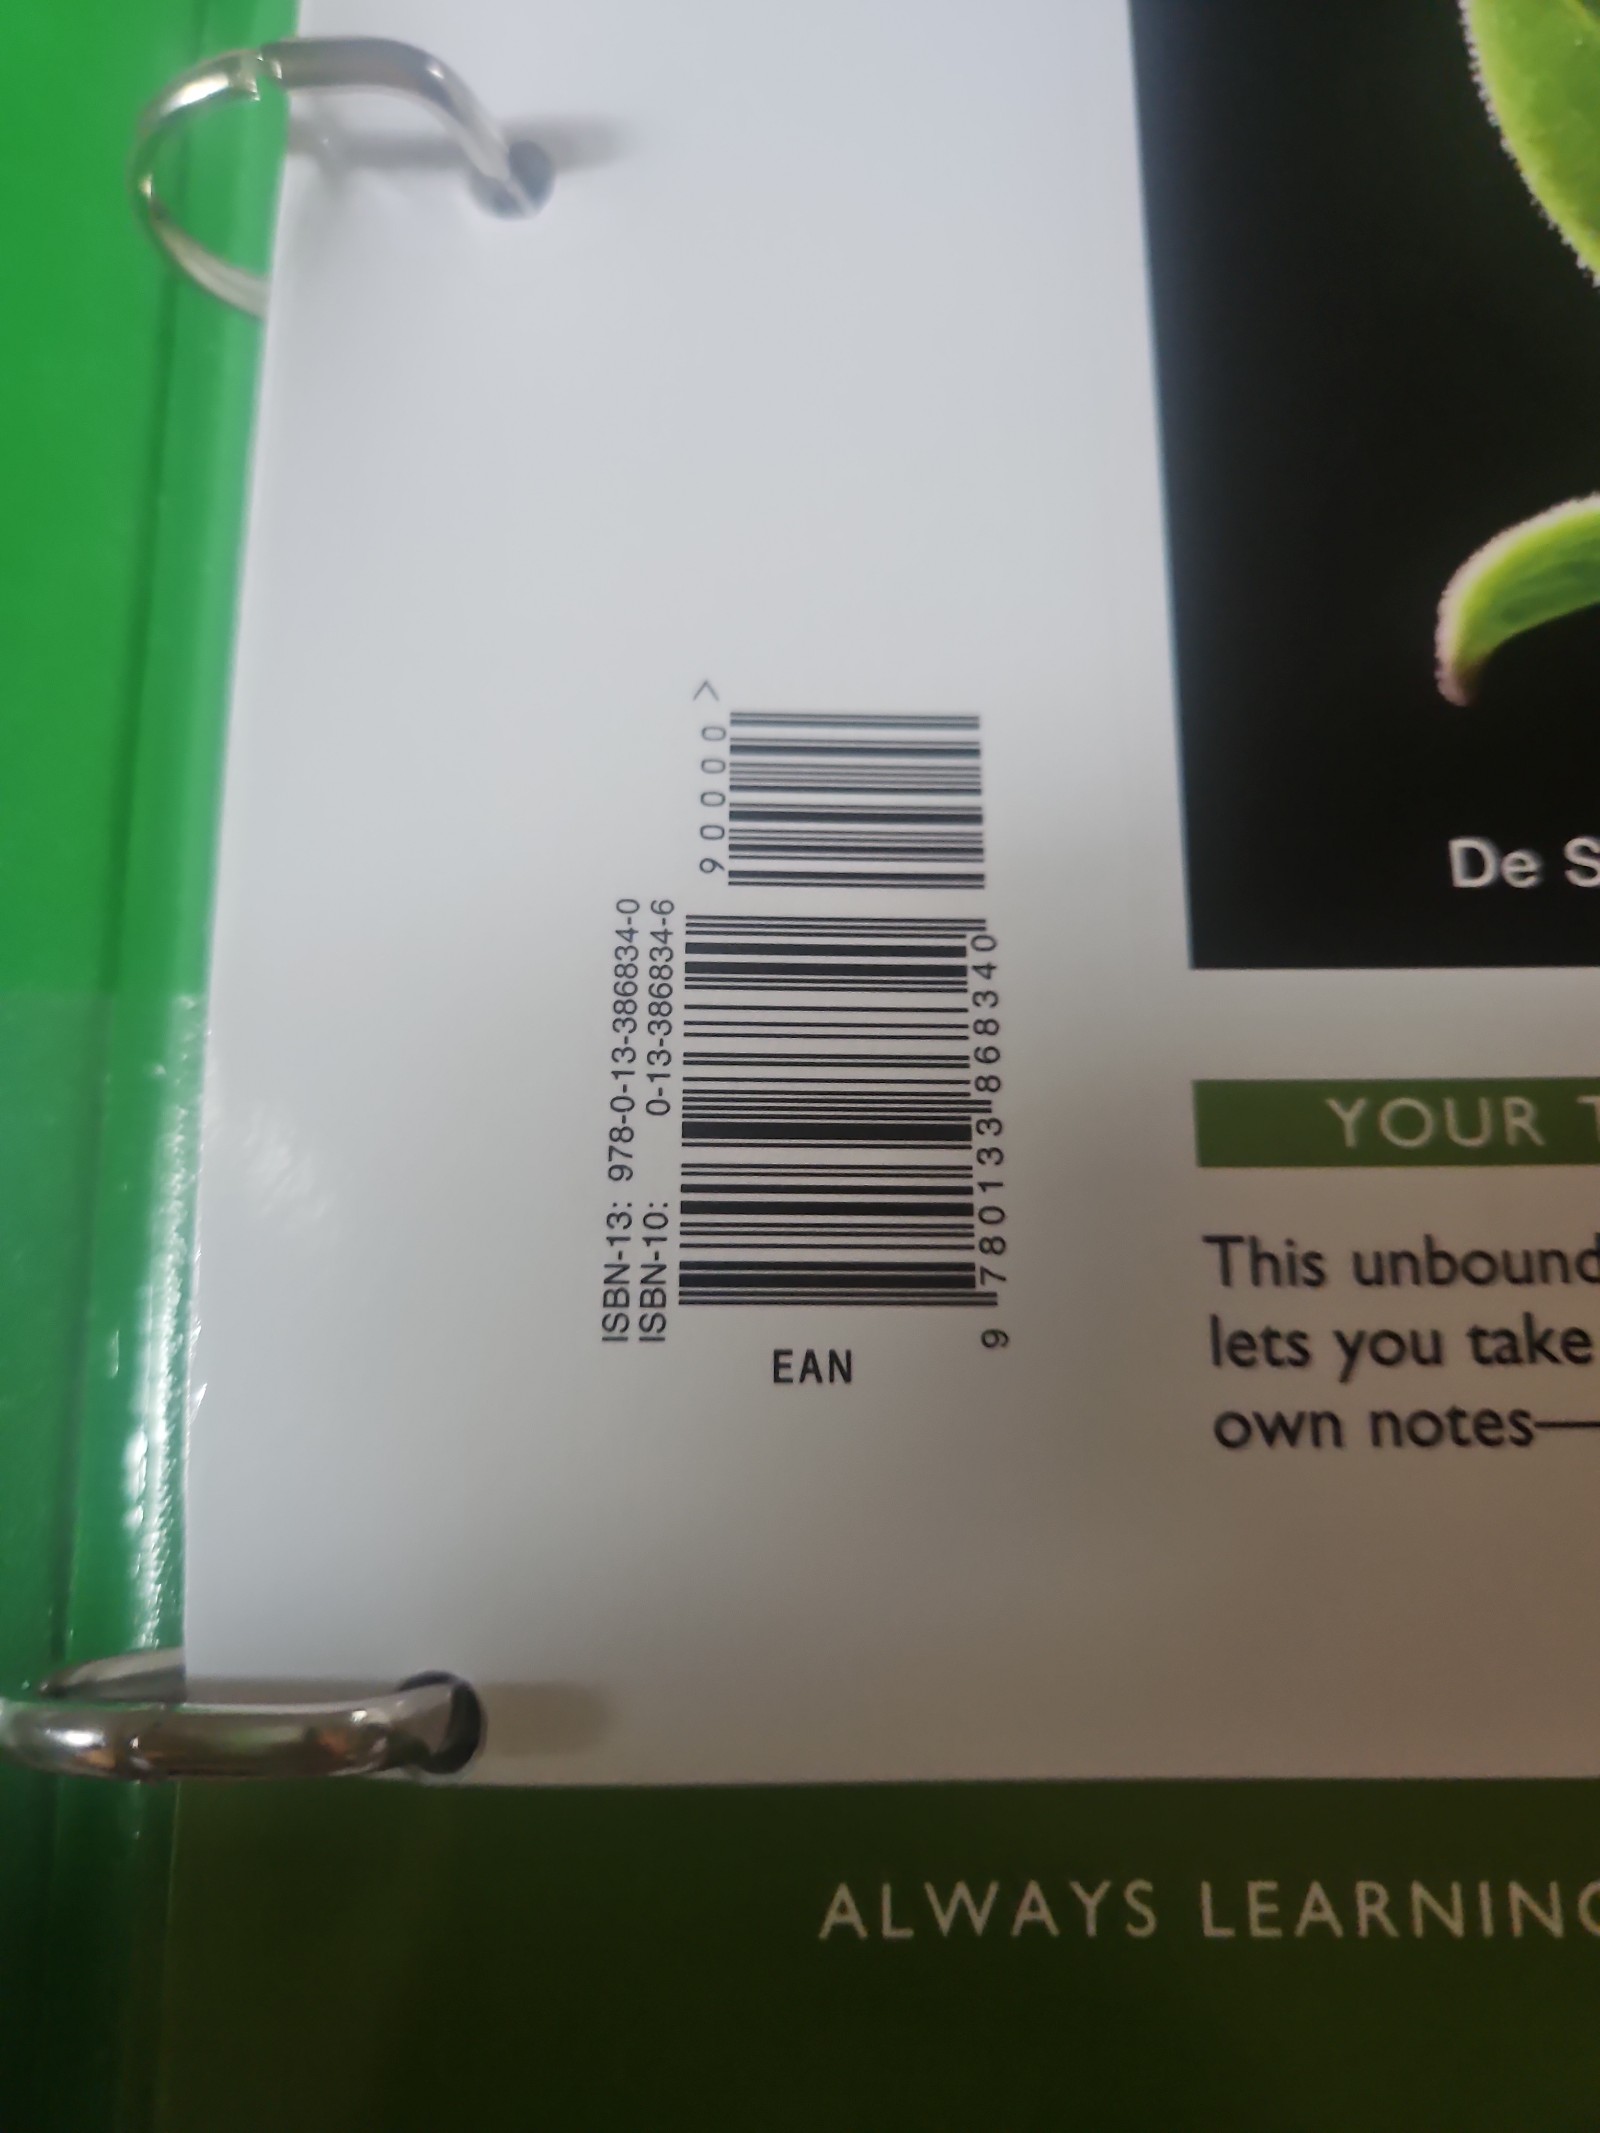 ISBN-13: 978-0-13-386834-0
ISBN-10: 0-13-386834-6
90000>
EAN
9 780133 868340
De S
YOUR T
This unbound
lets you take
own notes—
ALWAYS LEARNING